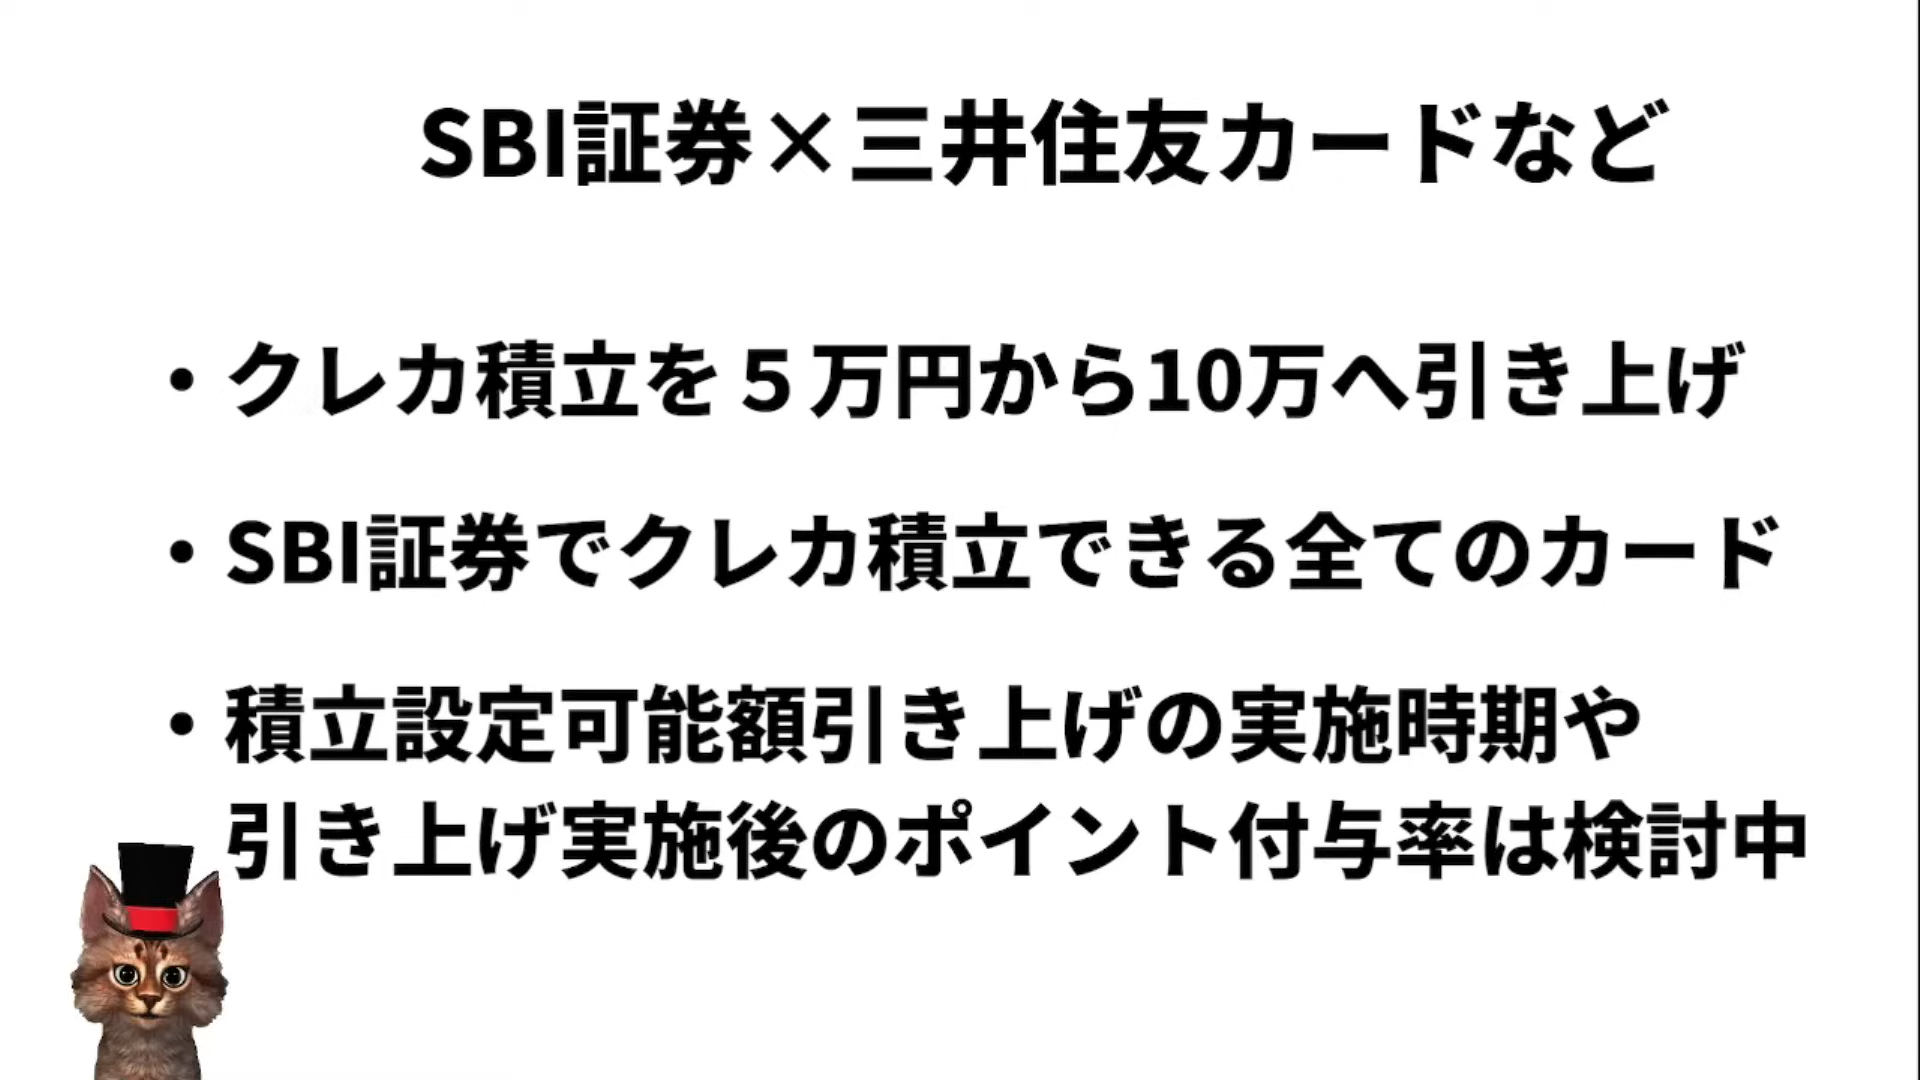 SBI証券×三井住友カードなど
・クレカ積立を５万円から10万へ引き上げ
・SBI証券でクレカ積立できる全てのカード
・積立設定可能額引き上げの実施時期や
引き上げ実施後のポイント付与率は検討中